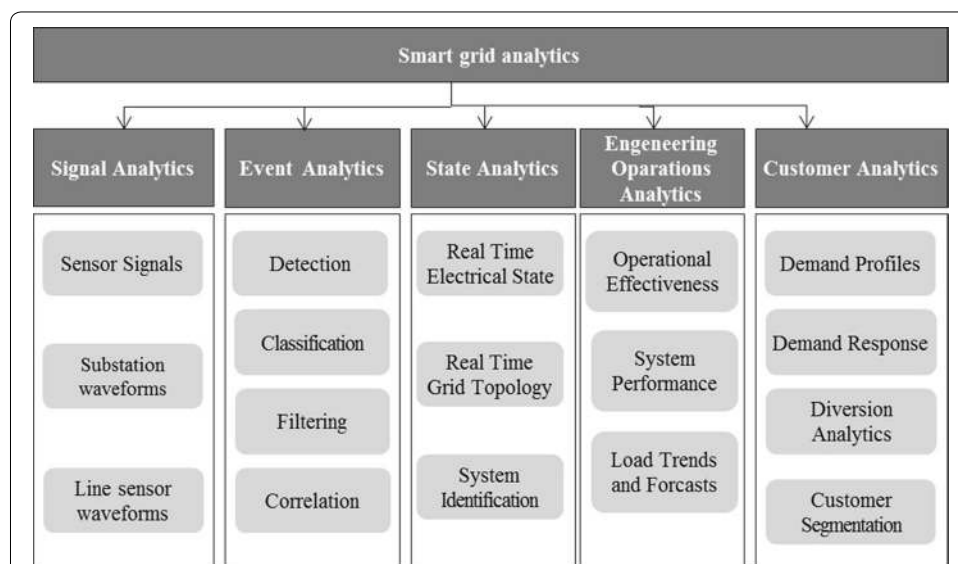 Smart grid analytics
Signal Analytics
Event Analytics
State Analytics
Engeneering
Oparations
Analytics
Customer Analytics
Sensor Signals
Substation
waveforms
Line sensor
waveforms
Detection
Classification
Filtering
Correlation
Real Time
Electrical State
Real Time
Grid Topology
System
Identification
Operational
Effectiveness
System
Performance
Load Trends
and Forcasts
Demand Profiles
Demand Response
Diversion
Analytics
Customer
Segmentation